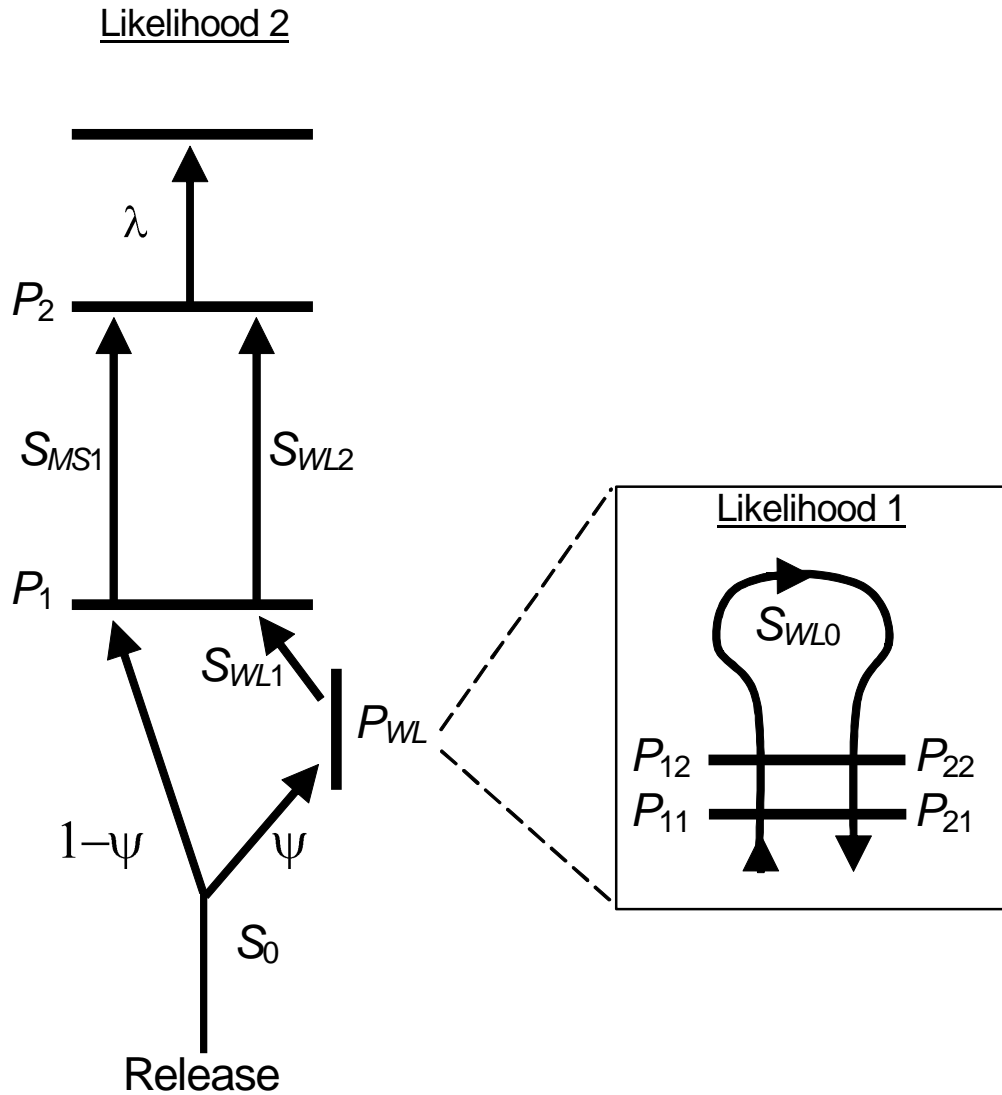 Likelihood 2
λ
P2
SMS1
SWL2
P1
SWL1
PWL
1−ψ
ψ
S0
Release
Likelihood 1
SWL0
P12
P22
P11
P21